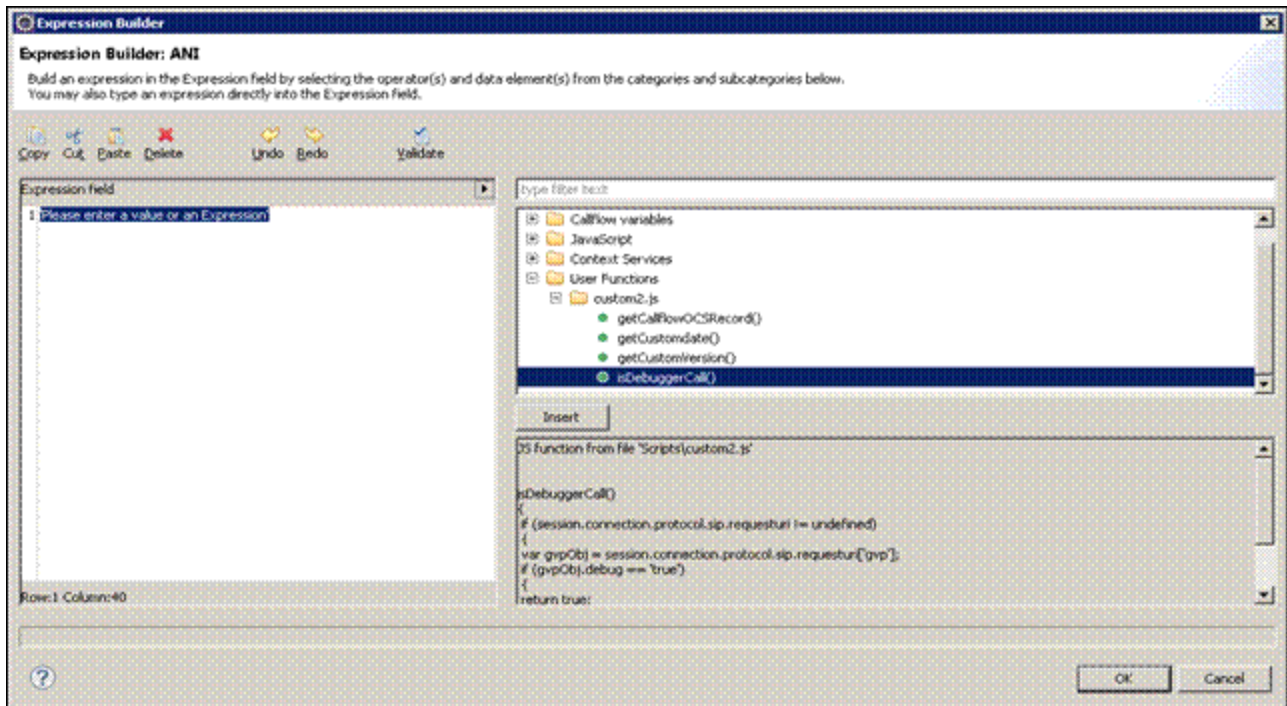 Expression Builder
Expression Builder: ANI
Build an expression in the Expression field by selecting the operator(s) and data element(s) from the categories and subcategories below.
You may also type an expression directly into the Expression field.
Copy Cut Paste Delete Undo Redo Validate
Expression field
type filter text
1 'Please enter a value or an Expression'
Callflow variables
JavaScript
Context Services
User Functions
custom2.js
getCallflowOCSRecord()
getCustomdate()
getCustomVersion()
isDebuggerCall()
Insert
JS function from file 'Scripts\custom2.js'
isDebuggerCall()
{
if (session.connection.protocol.sip.requesturi != undefined)
{
var gvpObj = session.connection.protocol.sip.requesturi['gvp'];
if (gvpObj.debug == "true")
{
return true;
Row:1 Column:40
?
OK Cancel